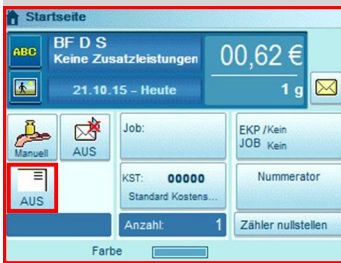 Startseite
ABC
BF D S
Keine Zusatzleistungen
00,62 €
21.10.15 – Heute
1 g
Manuell
AUS
Job:
EKP /Kein
JOB Kein
AUS
KST: 00000
Standard Kostens...
Nummerator
Anzahl: 1
Zähler nullstellen
Farbe